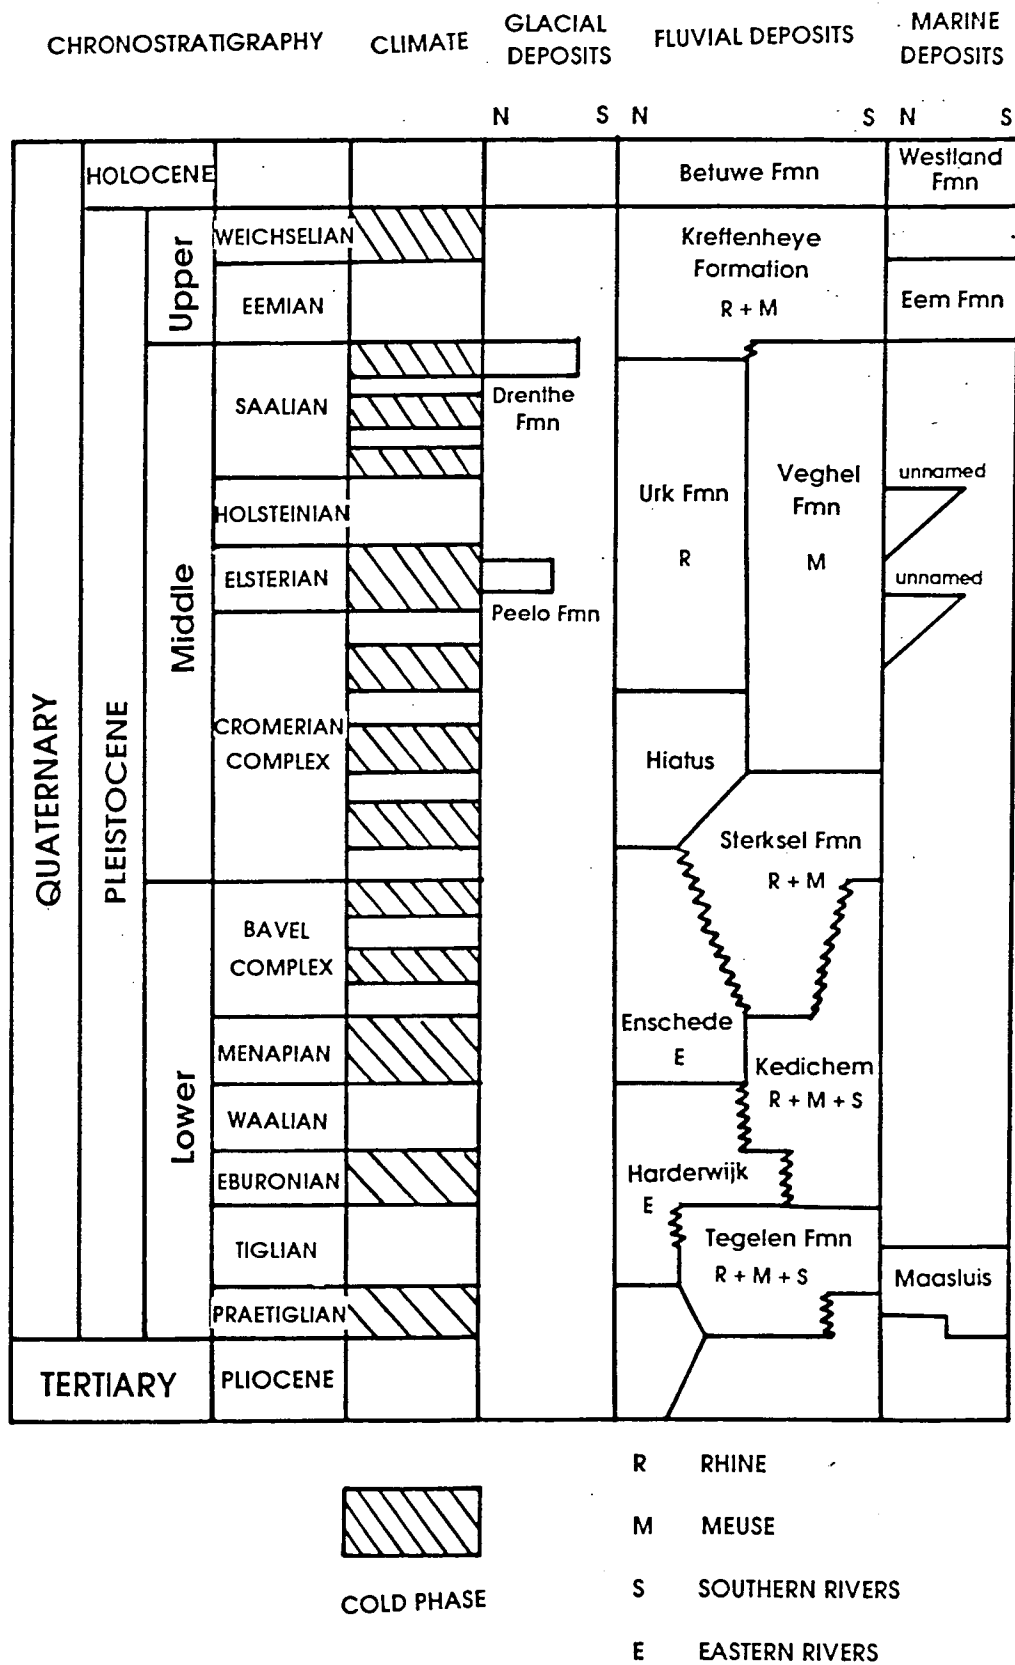 CHRONOSTRATIGRAPHY
CLIMATE
GLACIAL
DEPOSITS
FLUVIAL DEPOSITS
MARINE
DEPOSITS
N S
N S
N S
QUATERNARY
PLEISTOCENE
HOLOCENE
Upper
Middle
Lower
WEICHSELIAN
EEMIAN
SAALIAN
HOLSTEINIAN
ELSTERIAN
CROMERIAN
COMPLEX
BAVEL
COMPLEX
MENAPIAN
WAALIAN
EBURONIAN
TIGLIAN
PRAETIGLIAN
TERTIARY
PLIOCENE
Drenthe
Fmn
Peelo Fmn
Betuwe Fmn
Kreftenheye
Formation
R + M
Urk Fmn
R
Veghel
Fmn
M
Hiatus
Sterksel Fmn
R + M
Enschede
E
Kedichem
R + M + S
Harderwijk
E
Tegelen Fmn
R + M + S
Westland
Fmn
Eem Fmn
unnamed
unnamed
Maasluis
COLD PHASE
R RHINE
M MEUSE
S SOUTHERN RIVERS
E EASTERN RIVERS